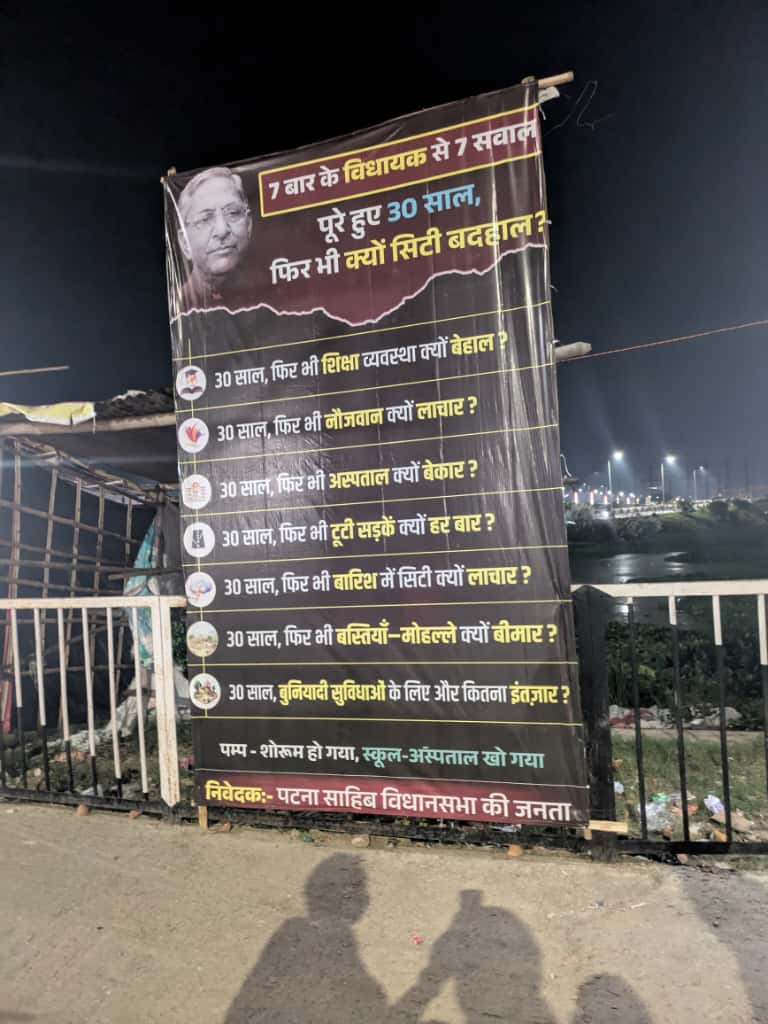 7 बार के विधायक से 7 सवाल
पूरे हुए 30 साल,
फिर भी क्यों सिटी बदहाल?
30 साल, फिर भी शिक्षा व्यवस्था क्यों बेहाल ?
30 साल, फिर भी नौजवान क्यों लाचार ?
30 साल, फिर भी अस्पताल क्यों बेकार ?
30 साल, फिर भी टूटी सड़कें क्यों हर बार ?
30 साल, फिर भी बारिश में सिटी क्यों लाचार ?
30 साल, फिर भी बस्तियाँ–मोहल्ले क्यों बीमार ?
30 साल, बुनियादी सुविधाओं के लिए और कितना इंतज़ार ?
पम्प - शोरूम हो गया, स्कूल-अस्पताल खो गया
निवेदकः- पटना साहिब विधानसभा की जनता